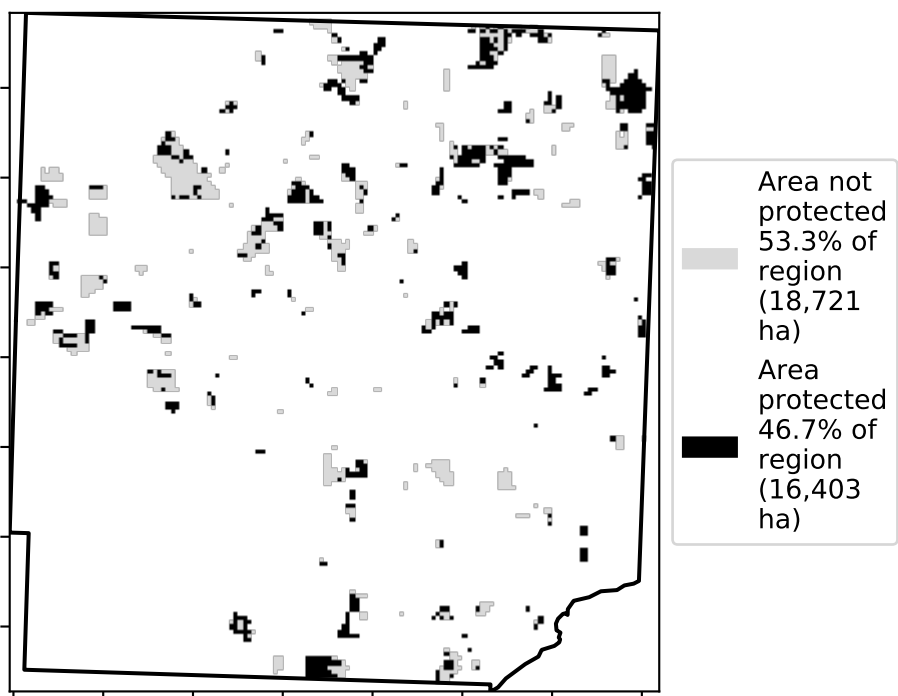 Area not
protected
53.3% of
region
(18,721
ha)
Area
protected
46.7% of
region
(16,403
ha)